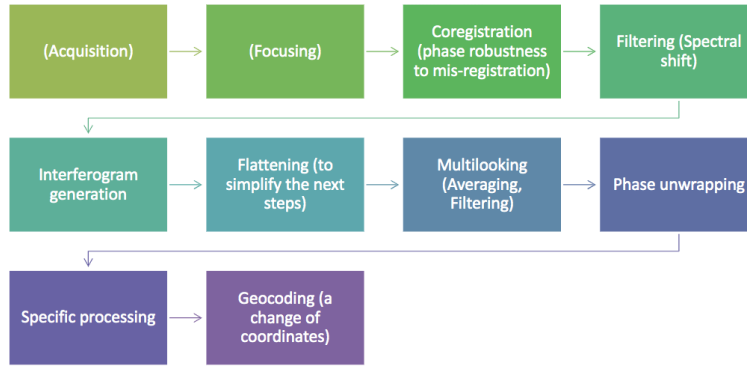 (Acquisition)
(Focusing)
Coregistration
(phase robustness
to mis-registration)
Filtering (Spectral
shift)
Interferogram
generation
Flattening (to
simplify the next
steps)
Multilooking
(Averaging,
Filtering)
Phase unwrapping
Specific processing
Geocoding (a
change of
coordinates)